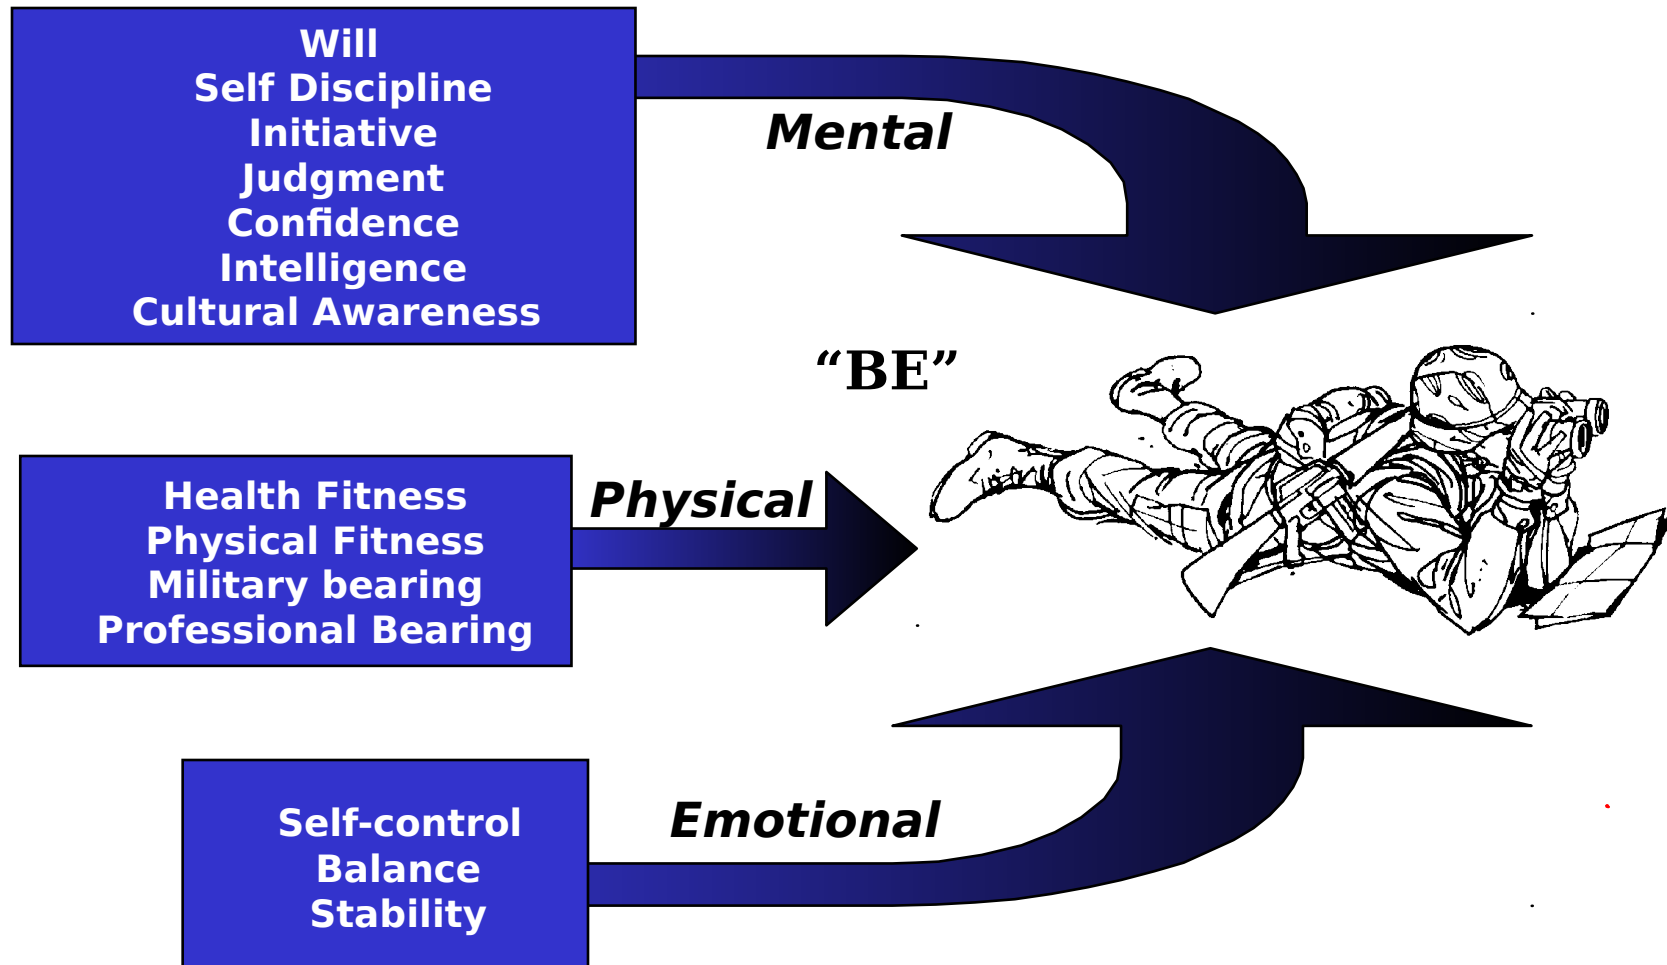 Will
Self Discipline
Initiative
Judgment
Confidence
Intelligence
Cultural Awareness
Mental
“BE”
Health Fitness
Physical Fitness
Military bearing
Professional Bearing
Physical
Self-control
Balance
Stability
Emotional